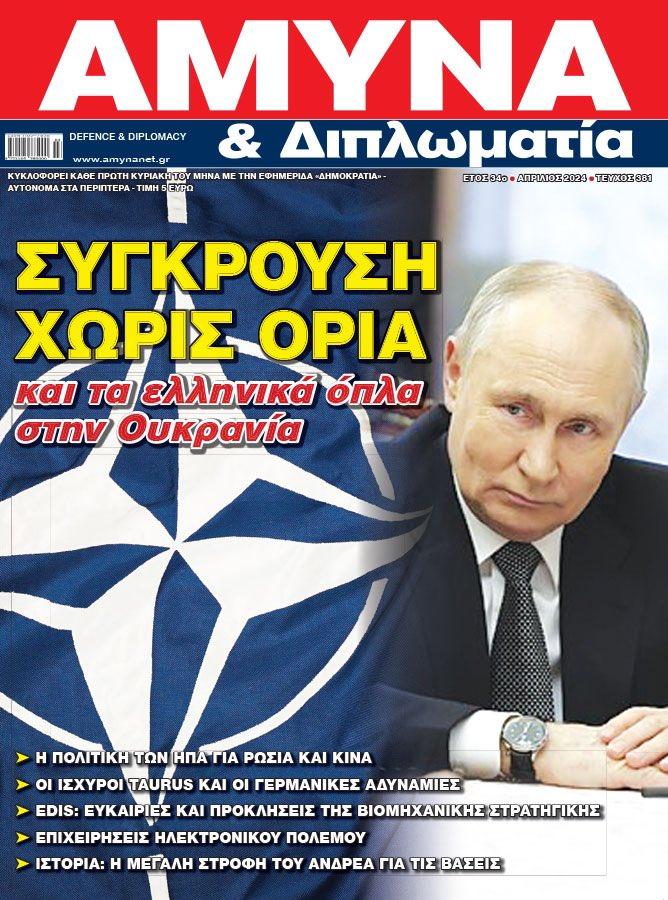 ΑΜΥΝΑ
& Διπλωματία
DEFENCE & DIPLOMACY
www.amynanet.gr
ΚΥΚΛΟΦΟΡΕΙ ΚΑΘΕ ΠΡΩΤΗ ΚΥΡΙΑΚΗ ΤΟΥ ΜΗΝΑ ΜΕ ΤΗΝ ΕΦΗΜΕΡΙΔΑ «ΔΗΜΟΚΡΑΤΙΑ» -
ΑΥΤΟΝΟΜΑ ΣΤΑ ΠΕΡΙΠΤΕΡΑ - ΤΙΜΗ 5 ΕΥΡΩ
ΕΤΟΣ 34ο • ΑΠΡΙΛΙΟΣ 2024 • ΤΕΥΧΟΣ 381
ΣΥΓΚΡΟΥΣΗ
ΧΩΡΙΣ ΟΡΙΑ
και τα ελληνικά όπλα
στην Ουκρανία
➤ Η ΠΟΛΙΤΙΚΗ ΤΩΝ ΗΠΑ ΓΙΑ ΡΩΣΙΑ ΚΑΙ ΚΙΝΑ
➤ ΟΙ ΙΣΧΥΡΟΙ TAURUS ΚΑΙ ΟΙ ΓΕΡΜΑΝΙΚΕΣ ΑΔΥΝΑΜΙΕΣ
➤ EDIS: ΕΥΚΑΙΡΙΕΣ ΚΑΙ ΠΡΟΚΛΗΣΕΙΣ ΤΗΣ ΒΙΟΜΗΧΑΝΙΚΗΣ ΣΤΡΑΤΗΓΙΚΗΣ
➤ ΕΠΙΧΕΙΡΗΣΕΙΣ ΗΛΕΚΤΡΟΝΙΚΟΥ ΠΟΛΕΜΟΥ
➤ ΙΣΤΟΡΙΑ: Η ΜΕΓΑΛΗ ΣΤΡΟΦΗ ΤΟΥ ΑΝΔΡΕΑ ΓΙΑ ΤΙΣ ΒΑΣΕΙΣ